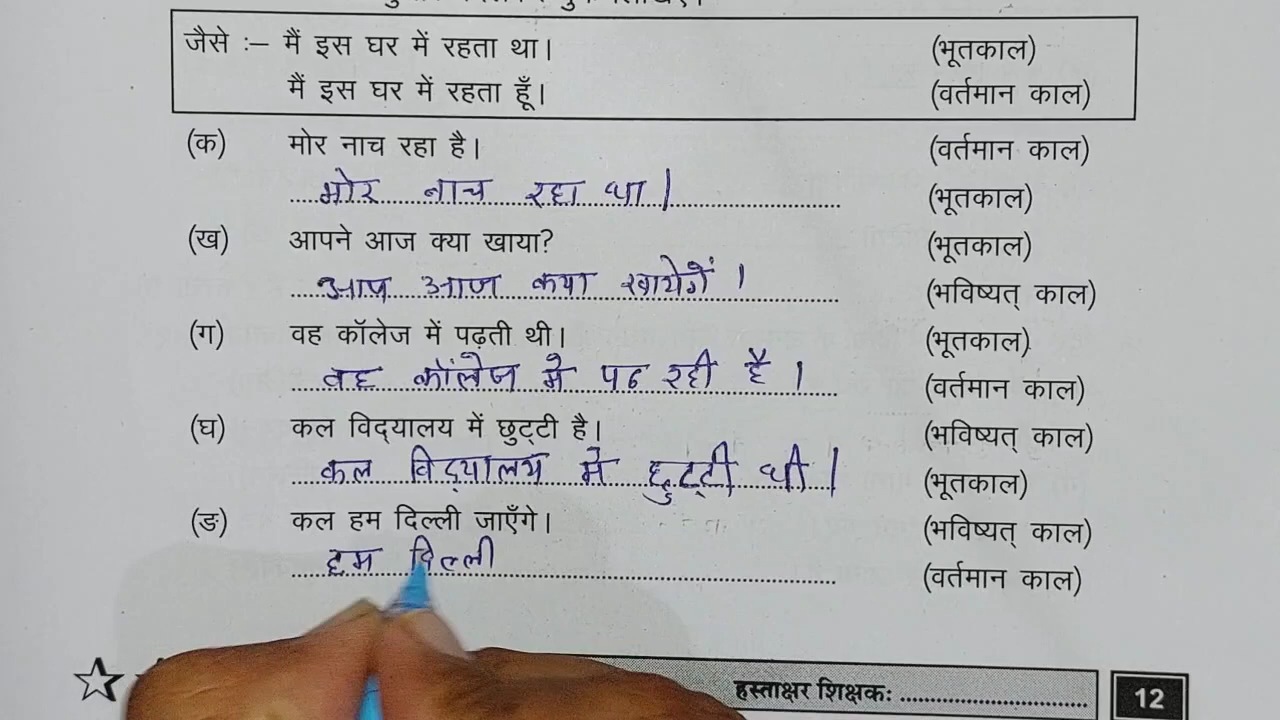 जैसे :– मैं इस घर में रहता था। (भूतकाल)
मैं इस घर में रहता हूँ। (वर्तमान काल)
(क) मोर नाच रहा है। (वर्तमान काल)
मोर नाच रहा था। (भूतकाल)
(ख) आपने आज क्या खाया? (भूतकाल)
आप आज क्या खायेगें । (भविष्यत् काल)
(ग) वह कॉलेज में पढ़ती थी। (भूतकाल)
वह कॉलेज मे पढ रही है । (वर्तमान काल)
(घ) कल विद्‌यालय में छुट्‌टी है। (भविष्यत् काल)
कल विद्‌यालय मे छुट्‌टी थी । (भूतकाल)
(ङ) कल हम दिल्ली जाएँगे। (भविष्यत् काल)
हम दिल्ली (वर्तमान काल)
हस्ताक्षर शिक्षकः ........................... 12